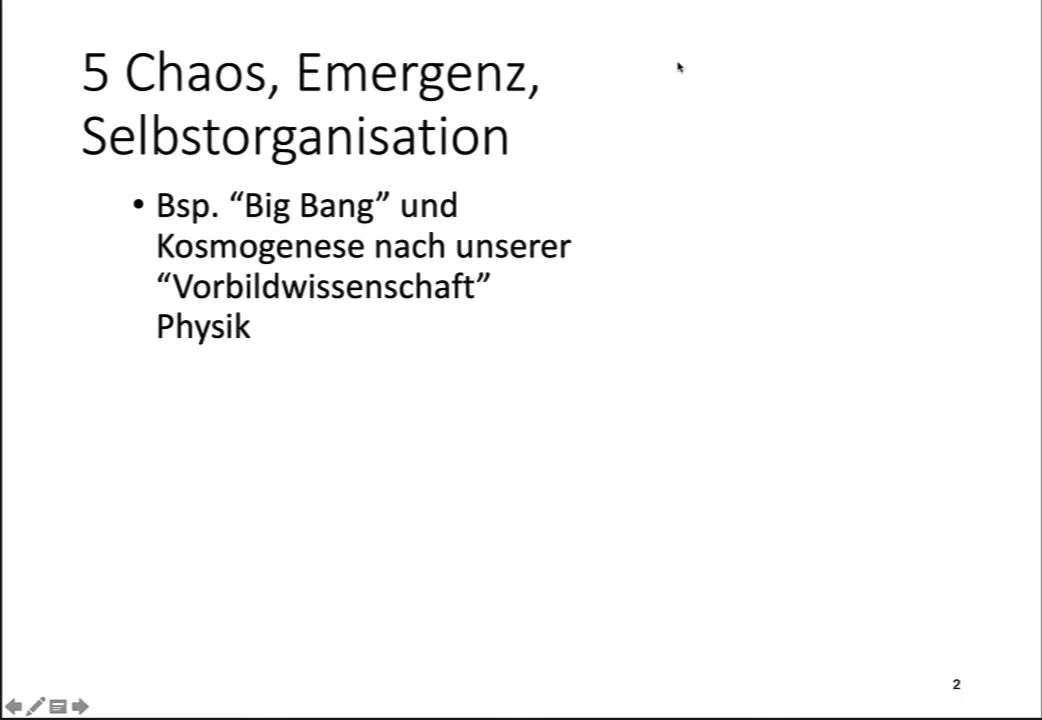 5 Chaos, Emergenz,
Selbstorganisation
• Bsp. “Big Bang” und
Kosmogenese nach unserer
“Vorbildwissenschaft”
Physik
2